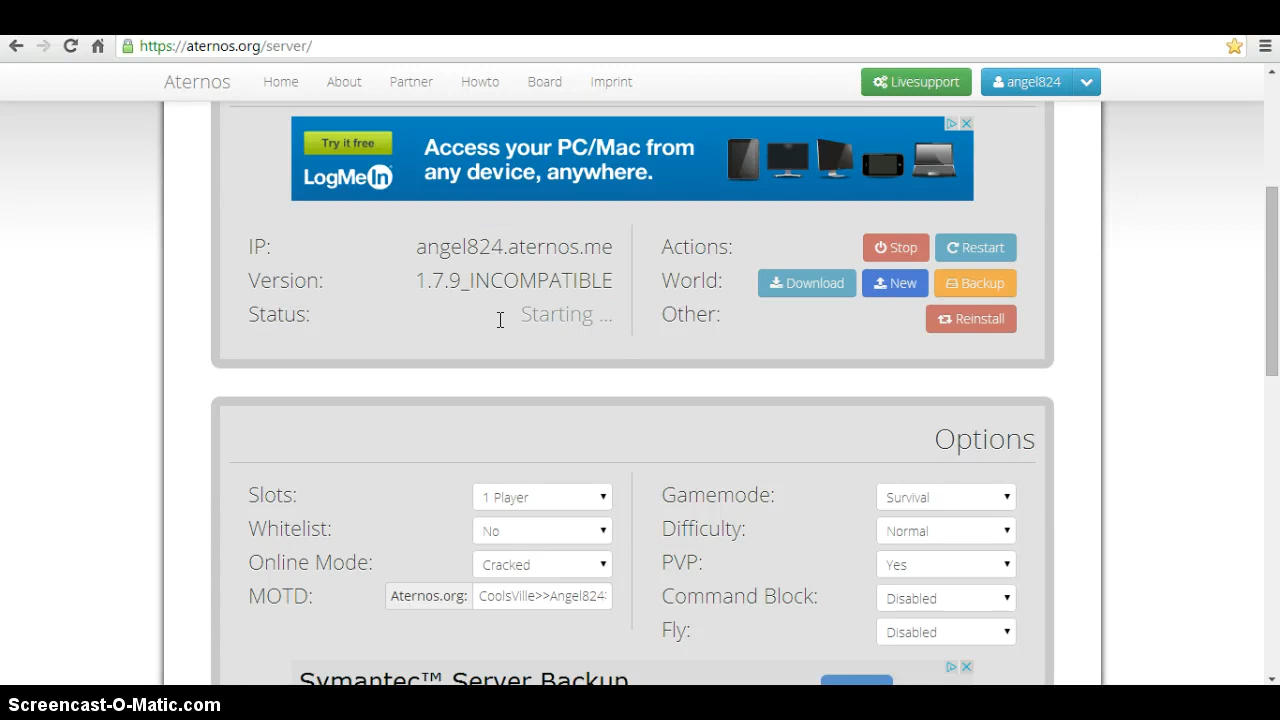 https://aternos.org/server/
Aternos Home About Partner Howto Board Imprint Livesupport angel824
Try it free
LogMeIn
Access your PC/Mac from
any device, anywhere.
IP: angel824.aternos.me Actions: Stop Restart
Version: 1.7.9_INCOMPATIBLE World: Download New Backup
Status: Starting ... Other: Reinstall
Options
Slots: 1 Player Gamemode: Survival
Whitelist: No Difficulty: Normal
Online Mode: Cracked PVP: Yes
MOTD: Aternos.org: CoolsVille>>Angel824 Command Block: Disabled
Fly: Disabled
Symantec™ Server Backup
Screencast-O-Matic.com